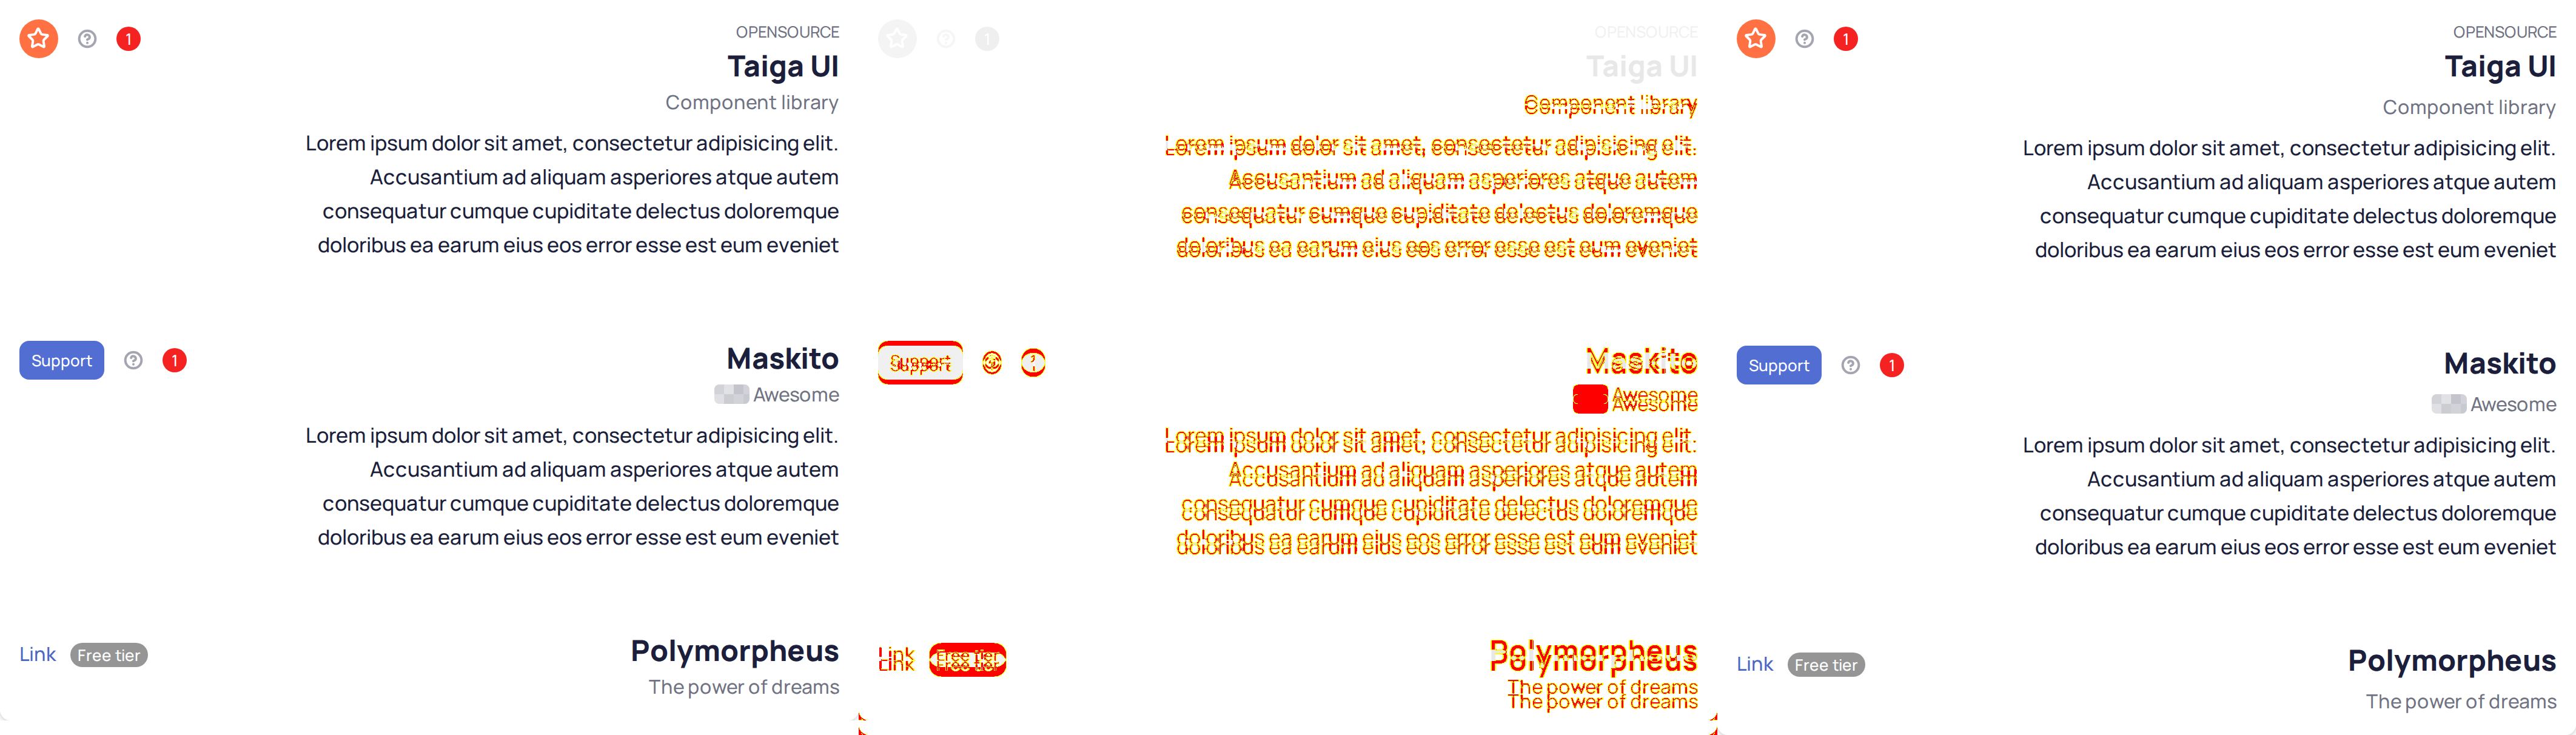 1
OPENSOURCE
Taiga UI
Component library
Lorem ipsum dolor sit amet, consectetur adipisicing elit.
Accusantium ad aliquam asperiores atque autem
consequatur cumque cupiditate delectus doloremque
doloribus ea earum eius eos error esse est eum eveniet
Support
1
Maskito
Awesome
Lorem ipsum dolor sit amet, consectetur adipisicing elit.
Accusantium ad aliquam asperiores atque autem
consequatur cumque cupiditate delectus doloremque
doloribus ea earum eius eos error esse est eum eveniet
Link
Free tier
Polymorpheus
The power of dreams
1
OPENSOURCE
Taiga UI
Component library
Lorem ipsum dolor sit amet, consectetur adipisicing elit.
Accusantium ad aliquam asperiores atque autem
consequatur cumque cupiditate delectus doloremque
doloribus ea earum eius eos error esse est eum eveniet
Support
1
Maskito
Awesome
Awesome
Lorem ipsum dolor sit amet, consectetur adipisicing elit.
Accusantium ad aliquam asperiores atque autem
consequatur cumque cupiditate delectus doloremque
doloribus ea earum eius eos error esse est eum eveniet
Link
Link
Free tier
Free tier
Polymorpheus
The power of dreams
The power of dreams
1
OPENSOURCE
Taiga UI
Component library
Lorem ipsum dolor sit amet, consectetur adipisicing elit.
Accusantium ad aliquam asperiores atque autem
consequatur cumque cupiditate delectus doloremque
doloribus ea earum eius eos error esse est eum eveniet
Support
1
Maskito
Awesome
Lorem ipsum dolor sit amet, consectetur adipisicing elit.
Accusantium ad aliquam asperiores atque autem
consequatur cumque cupiditate delectus doloremque
doloribus ea earum eius eos error esse est eum eveniet
Link
Free tier
Polymorpheus
The power of dreams